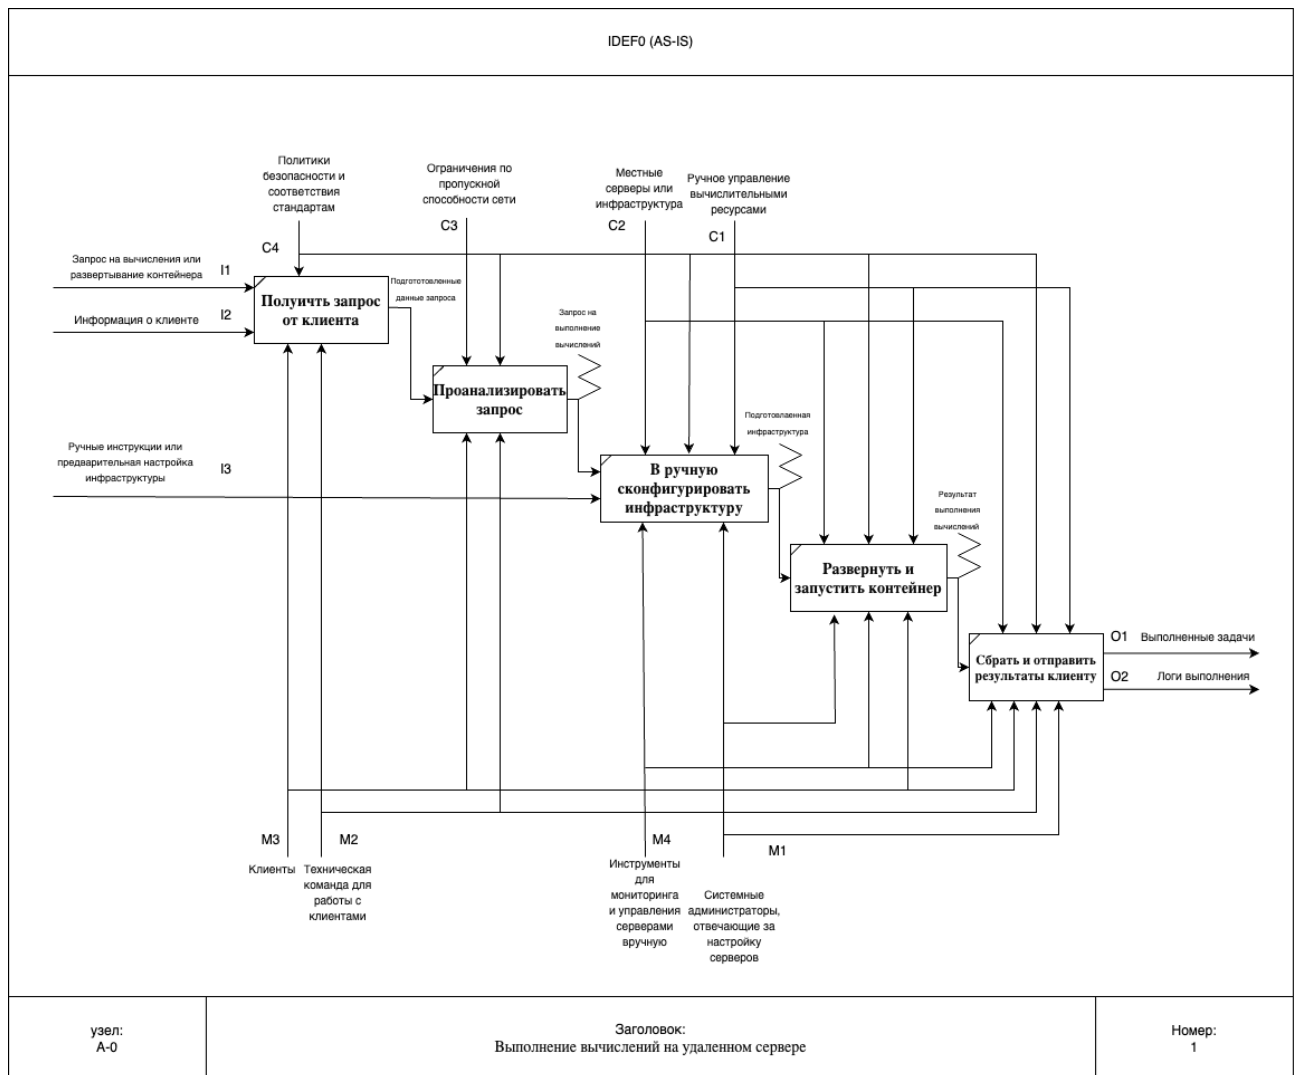 IDEF0 (AS-IS)
Политики
безопасности и
соответствия
стандартам
C4
Ограничения по
пропускной
способности сети
C3
Местные
серверы или
инфраструктура
C2
Ручное управление
вычислительными
ресурсами
C1
Запрос на вычисления или
развертывание контейнера
I1
Информация о клиенте
I2
Полуичть запрос
от клиента
Подгототовленные
данные запроса
Проанализировать
запрос
Запрос на
выполнение
вычислений
Ручные инструкции или
предварительная настройка
инфраструктуры
I3
В ручную
сконфигурировать
инфраструктуру
Подготовлаенная
инфраструктура
Развернуть и
запустить контейнер
Результат
выполнения
вычислений
Сбрать и отправить
результаты клиенту
O1
Выполненные задачи
O2
Логи выполнения
M3
Клиенты
M2
Техническая
команда для
работы с
клиентами
M4
Инструменты
для
мониторинга
и управления
серверами
вручную
M1
Системные
администраторы,
отвечающие за
настройку
серверов
узел:
A-0
Заголовок:
Выполнение вычислений на удаленном сервере
Номер:
1